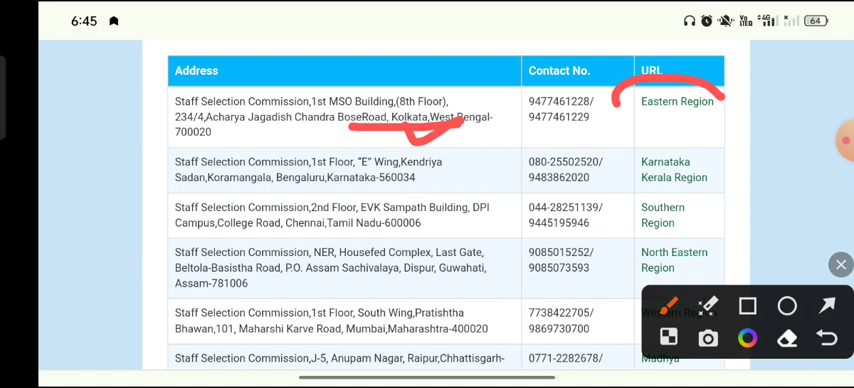 6:45
Vo
LTE
4G
64
Address Contact No. URL
Staff Selection Commission,1st MSO Building,(8th Floor), 9477461228/ Eastern Region
234/4,Acharya Jagadish Chandra BoseRoad, Kolkata,West Bengal- 9477461229
700020
Staff Selection Commission,1st Floor, “E” Wing,Kendriya 080-25502520/ Karnataka
Sadan,Koramangala, Bengaluru,Karnataka-560034 9483862020 Kerala Region
Staff Selection Commission,2nd Floor, EVK Sampath Building, DPI 044-28251139/ Southern
Campus,College Road, Chennai,Tamil Nadu-600006 9445195946 Region
Staff Selection Commission, NER, Housefed Complex, Last Gate, 9085015252/ North Eastern
Beltola-Basistha Road, P.O. Assam Sachivalaya, Dispur, Guwahati, 9085073593 Region
Assam-781006
Staff Selection Commission,1st Floor, South Wing,Pratishtha 7738422705/ Western Region
Bhawan,101, Maharshi Karve Road, Mumbai,Maharashtra-400020 9869730700
Staff Selection Commission,J-5, Anupam Nagar, Raipur,Chhattisgarh- 0771-2282678/ Madhya